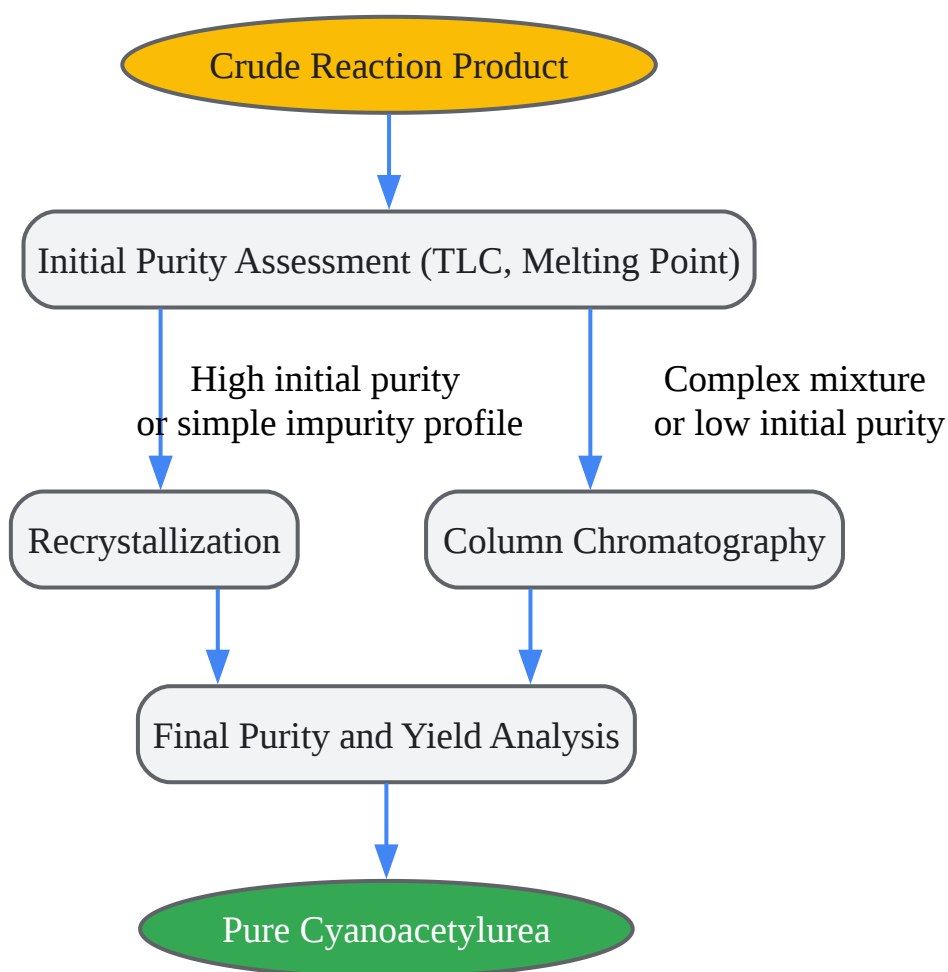 Crude Reaction Product
Initial Purity Assessment (TLC, Melting Point)
High initial purity
or simple impurity profile
Complex mixture
or low initial purity
Recrystallization
Column Chromatography
Final Purity and Yield Analysis
Pure Cyanoacetylurea